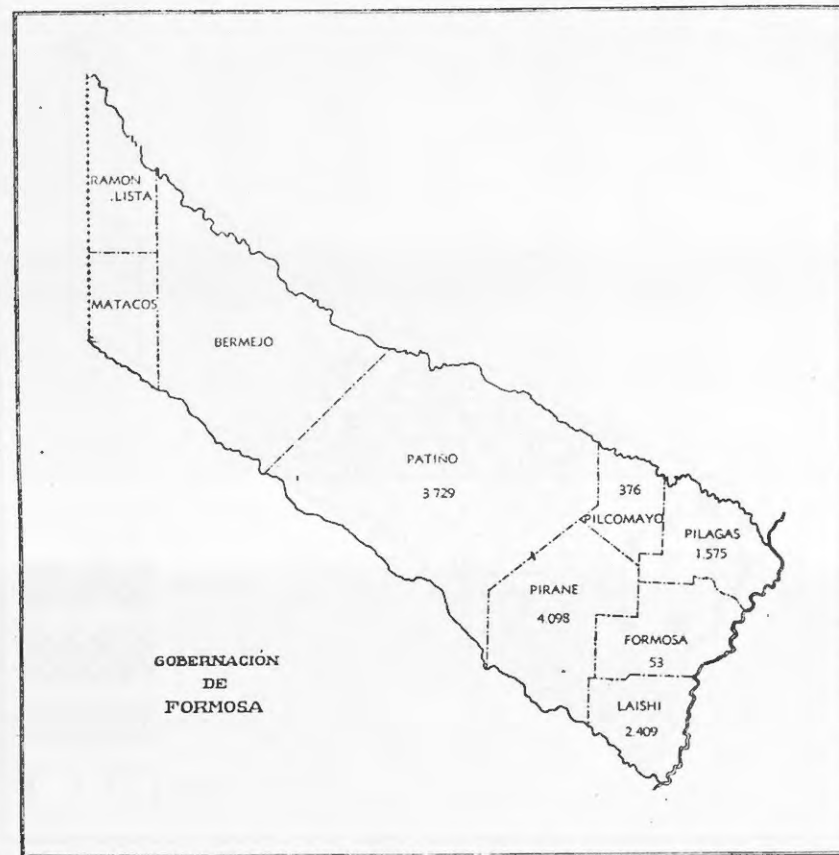 RAMON
.LISTA
MATACOS
BERMEJO
PATIÑO
3.729
376
PILCOMAYO
PILAGAS
1.575
PIRANE
4.098
FORMOSA
53
LAISHI
2.409
GOBERNACIÓN
DE
FORMOSA